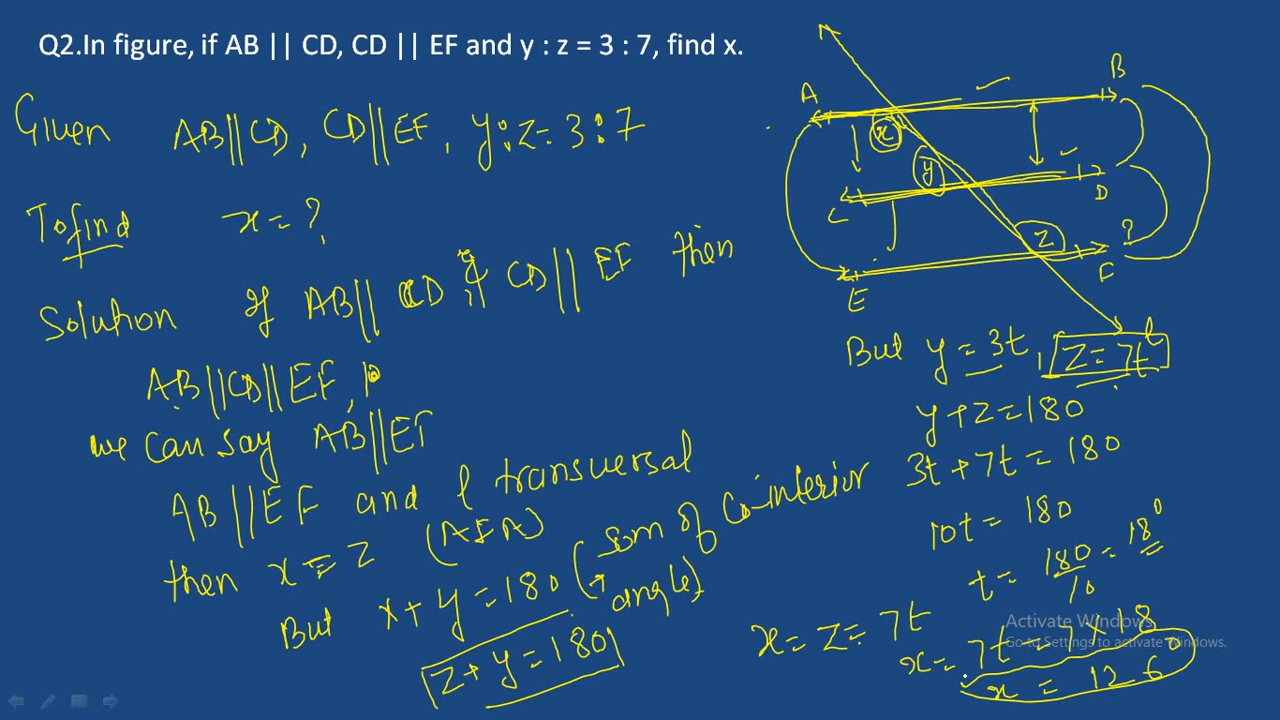 Q2.In figure, if AB || CD, CD || EF and y : z = 3 : 7, find x.
Given AB||CD, CD||EF, y:z=3:7
To find x=?
Solution If AB||CD & CD||EF then
AB||CD||EF,
we can say AB||EF
AB||EF and l transversal
then x=z (AIA)
But x+y=180 (sum of co-interior angle)
z+y=180
A
B
x
y
C
D
z
?
E
F
l
But y=3t, z=7t
y+z=180
3t+7t=180
10t=180
t=180/10=18°
x=z=7t
x=7t=7×18
x=126°
Activate Windows
Go to Settings to activate Windows.